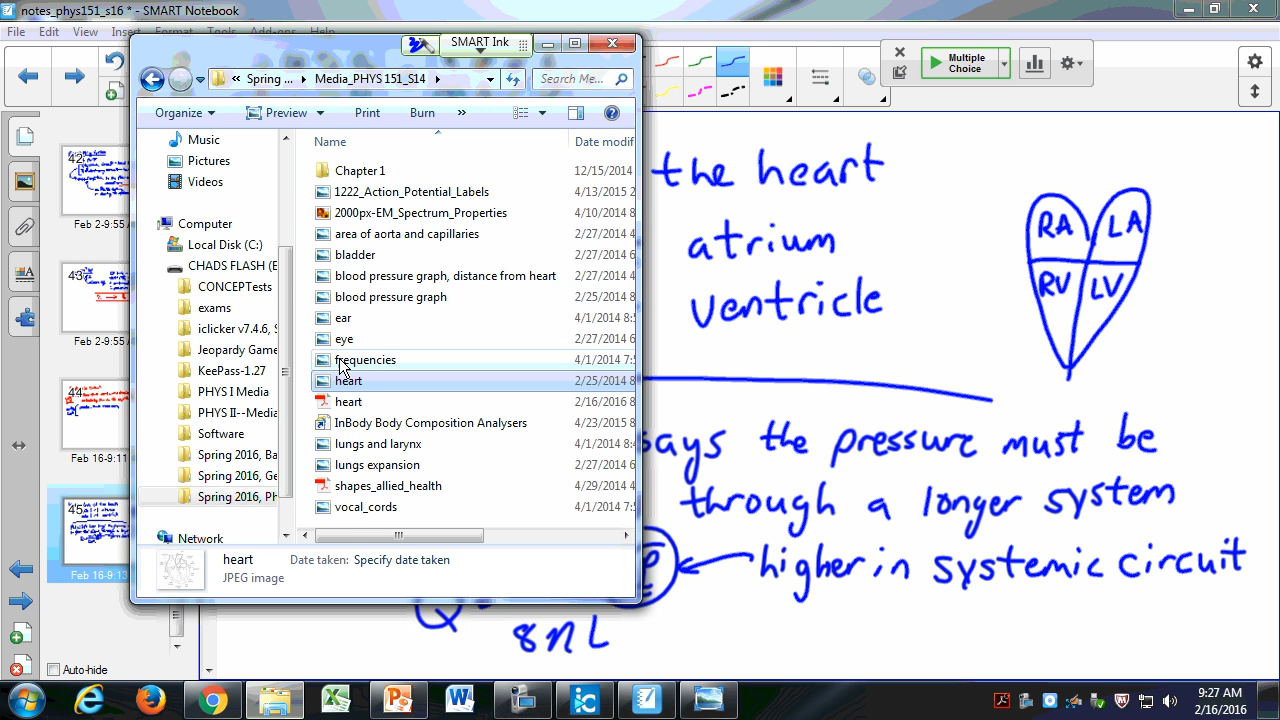 notes_phys151_s16 * - SMART Notebook
File Edit View Insert Format Tools Add-ons Help
SMART Ink
Multiple Choice
« Spring ... Media_PHYS 151_S14
Search Me...
Organize Preview Print Burn »
Music
Pictures
Videos
Computer
Local Disk (C:)
CHADS FLASH (E
CONCEPTests
exams
iclicker v7.4.6, S
Jeopardy Game
KeePass-1.27
PHYS I Media
PHYS II--Media
Software
Spring 2016, Ba
Spring 2016, Ge
Spring 2016, Ph
Network
Name Date modif
Chapter 1 12/15/2014
1222_Action_Potential_Labels 4/13/2015 2
2000px-EM_Spectrum_Properties 4/10/2014 8
area of aorta and capillaries 2/27/2014 4
bladder 2/27/2014 6
blood pressure graph, distance from heart 2/27/2014 4
blood pressure graph 2/25/2014 8
ear 4/1/2014 8:5
eye 2/27/2014 6
frequencies 4/1/2014 7:5
heart 2/25/2014 8
heart 2/16/2016 8
InBody Body Composition Analysers 4/23/2015 8
lungs and larynx 4/1/2014 8:4
lungs expansion 2/27/2014 6
shapes_allied_health 4/29/2014 4
vocal_cords 4/1/2014 7:5
heart Date taken: Specify date taken
JPEG image
42
Feb 2-9:55
43
Feb 2-9:55
44
Feb 16-9:11
45
Feb 16-9:13
Auto-hide
the heart
atrium
ventricle
RA LA
RV LV
says the pressure must be
through a longer system
higher in systemic circuit
Q
8ηL
9:27 AM
2/16/2016